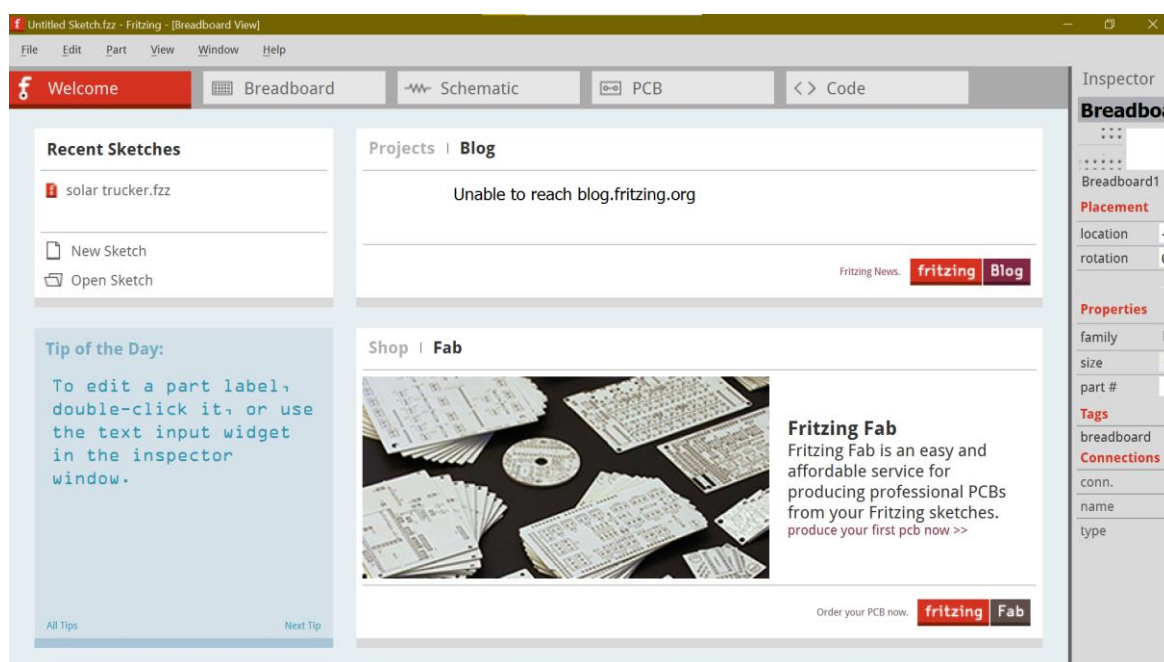 Untitled Sketch.fzz - Fritzing - [Breadboard View]
File Edit Part View Window Help
Welcome Breadboard Schematic PCB Code
Inspector
Recent Sketches
solar trucker.fzz
New Sketch
Open Sketch
Projects | Blog
Unable to reach blog.fritzing.org
Fritzing News. fritzing Blog
Tip of the Day:
To edit a part label,
double-click it, or use
the text input widget
in the inspector
window.
All Tips Next Tip
Shop | Fab
Fritzing Fab
Fritzing Fab is an easy and
affordable service for
producing professional PCBs
from your Fritzing sketches.
produce your first pcb now >>
Order your PCB now. fritzing Fab
Breadboard1
Placement
location
rotation
Properties
family
size
part #
Tags
breadboard
Connections
conn.
name
type